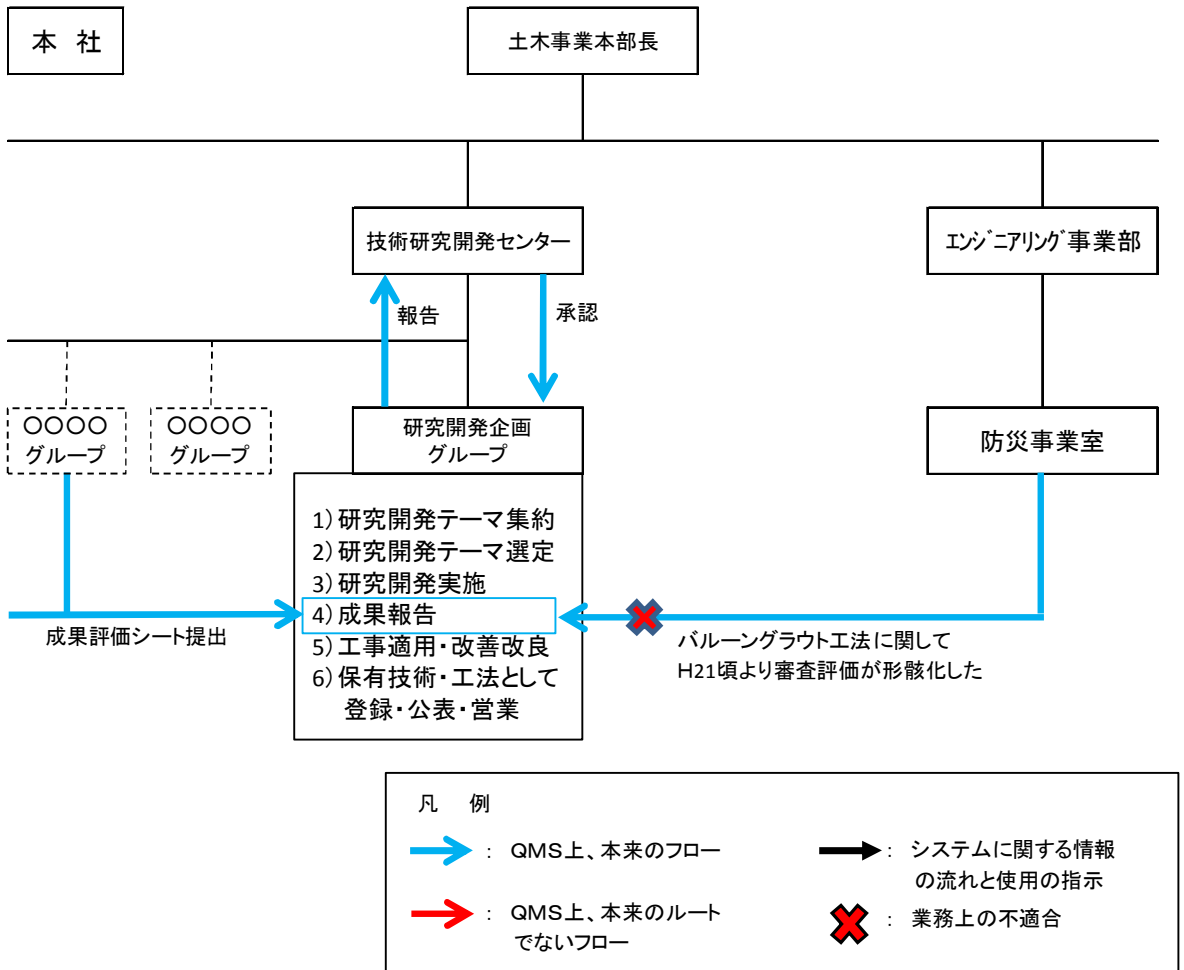 本 社
土木事業本部長
技術研究開発センター
エンジニアリング事業部
報告
承認
〇〇〇〇
グループ
〇〇〇〇
グループ
研究開発企画
グループ
防災事業室
1)研究開発テーマ集約
2)研究開発テーマ選定
3)研究開発実施
4)成果報告
5)工事適用・改善改良
6)保有技術・工法として
登録・公表・営業
成果評価シート提出
バルーングラウト工法に関して
H21頃より審査評価が形骸化した
凡 例
： QMS上、本来のフロー
： システムに関する情報
の流れと使用の指示
： QMS上、本来のルート
でないフロー
： 業務上の不適合